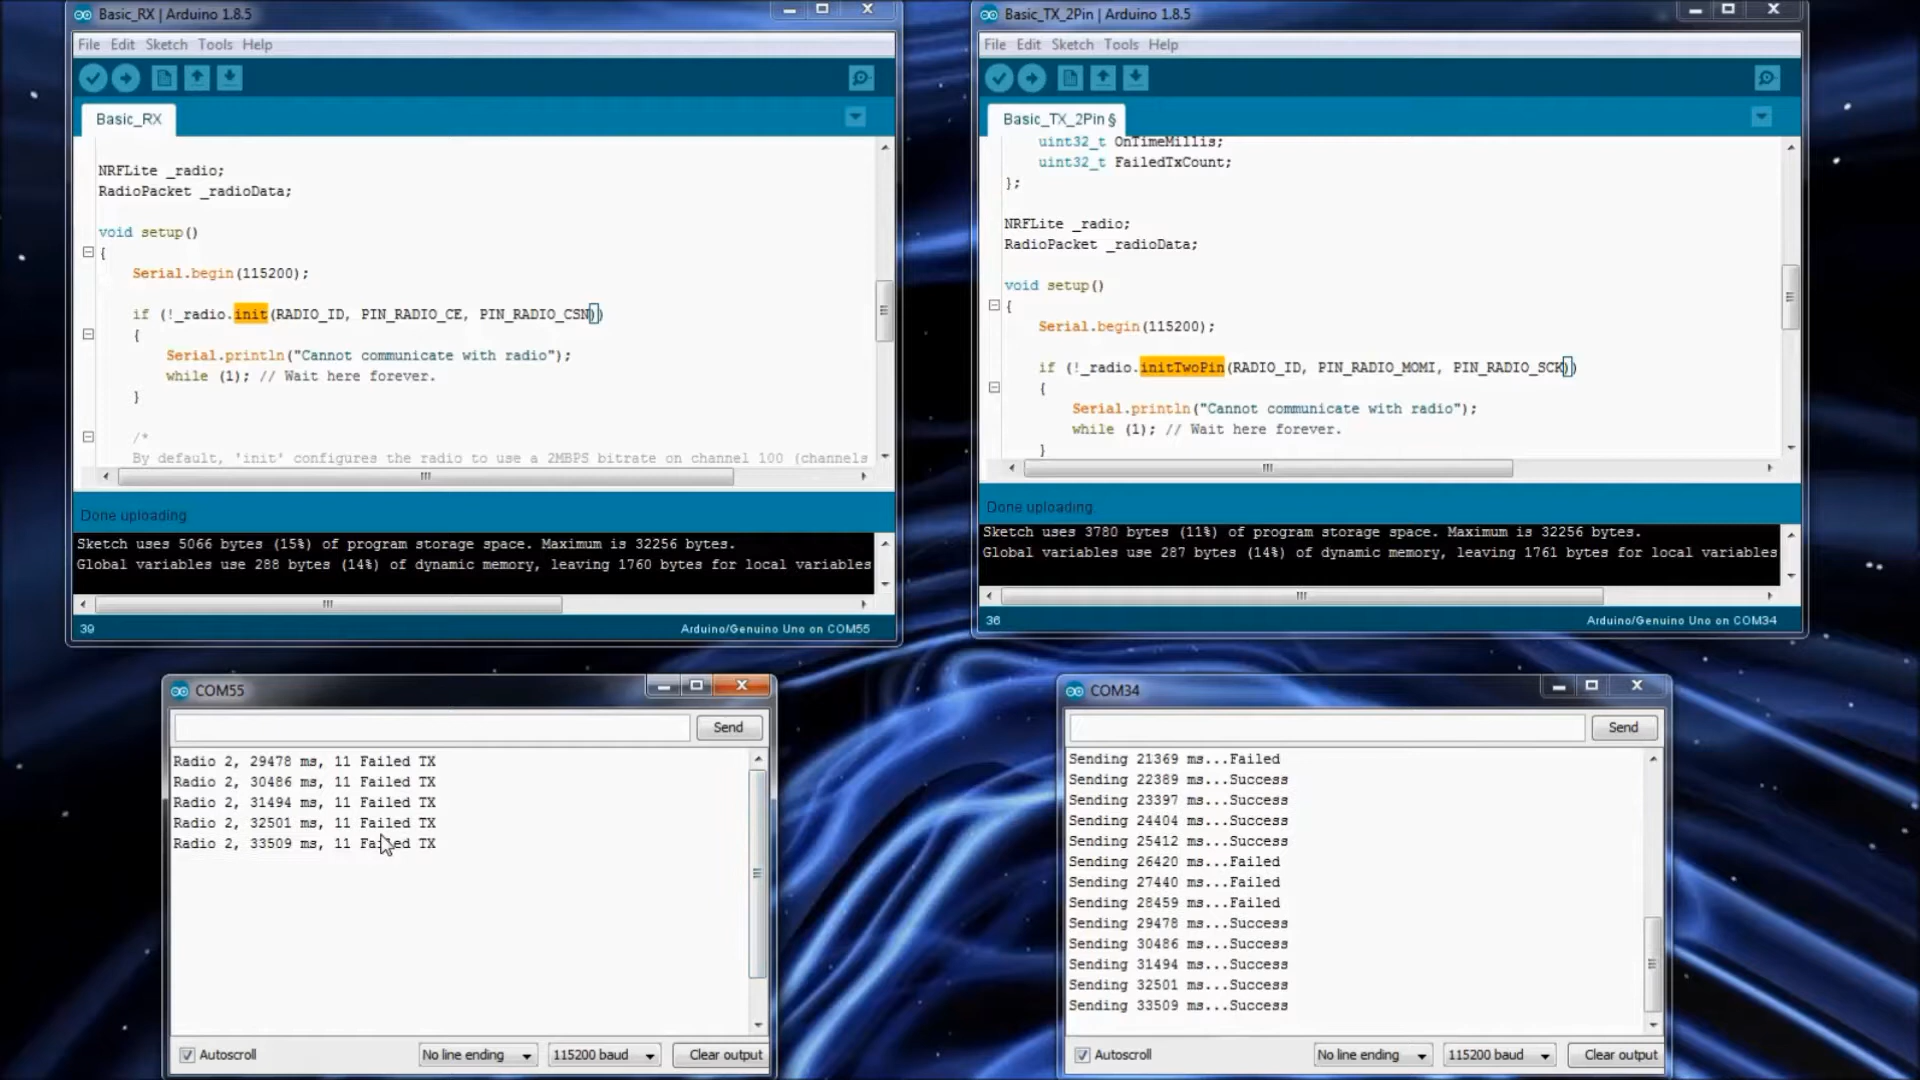 Basic_RX | Arduino 1.8.5
File Edit Sketch Tools Help
Basic_RX
NRFLite _radio;
RadioPacket _radioData;
void setup()
{
Serial.begin(115200);
if (!_radio.init(RADIO_ID, PIN_RADIO_CE, PIN_RADIO_CSN))
{
Serial.println("Cannot communicate with radio");
while (1); // Wait here forever.
}
/*
By default, 'init' configures the radio to use a 2MBPS bitrate on channel 100 (channels
Done uploading
Sketch uses 5066 bytes (15%) of program storage space. Maximum is 32256 bytes.
Global variables use 288 bytes (14%) of dynamic memory, leaving 1760 bytes for local variables
39
Arduino/Genuino Uno on COM55
Basic_TX_2Pin | Arduino 1.8.5
File Edit Sketch Tools Help
Basic_TX_2Pin §
uint32_t OnTimeMillis;
uint32_t FailedTxCount;
};
NRFLite _radio;
RadioPacket _radioData;
void setup()
{
Serial.begin(115200);
if (!_radio.initTwoPin(RADIO_ID, PIN_RADIO_MOMI, PIN_RADIO_SCK))
{
Serial.println("Cannot communicate with radio");
while (1); // Wait here forever.
}
Done uploading
Sketch uses 3780 bytes (11%) of program storage space. Maximum is 32256 bytes.
Global variables use 287 bytes (14%) of dynamic memory, leaving 1761 bytes for local variables
36
Arduino/Genuino Uno on COM34
COM55
Send
Radio 2, 29478 ms, 11 Failed TX
Radio 2, 30486 ms, 11 Failed TX
Radio 2, 31494 ms, 11 Failed TX
Radio 2, 32501 ms, 11 Failed TX
Radio 2, 33509 ms, 11 Failed TX
Autoscroll
No line ending
115200 baud
Clear output
COM34
Send
Sending 21369 ms...Failed
Sending 22389 ms...Success
Sending 23397 ms...Success
Sending 24404 ms...Success
Sending 25412 ms...Success
Sending 26420 ms...Failed
Sending 27440 ms...Failed
Sending 28459 ms...Failed
Sending 29478 ms...Success
Sending 30486 ms...Success
Sending 31494 ms...Success
Sending 32501 ms...Success
Sending 33509 ms...Success
Autoscroll
No line ending
115200 baud
Clear output